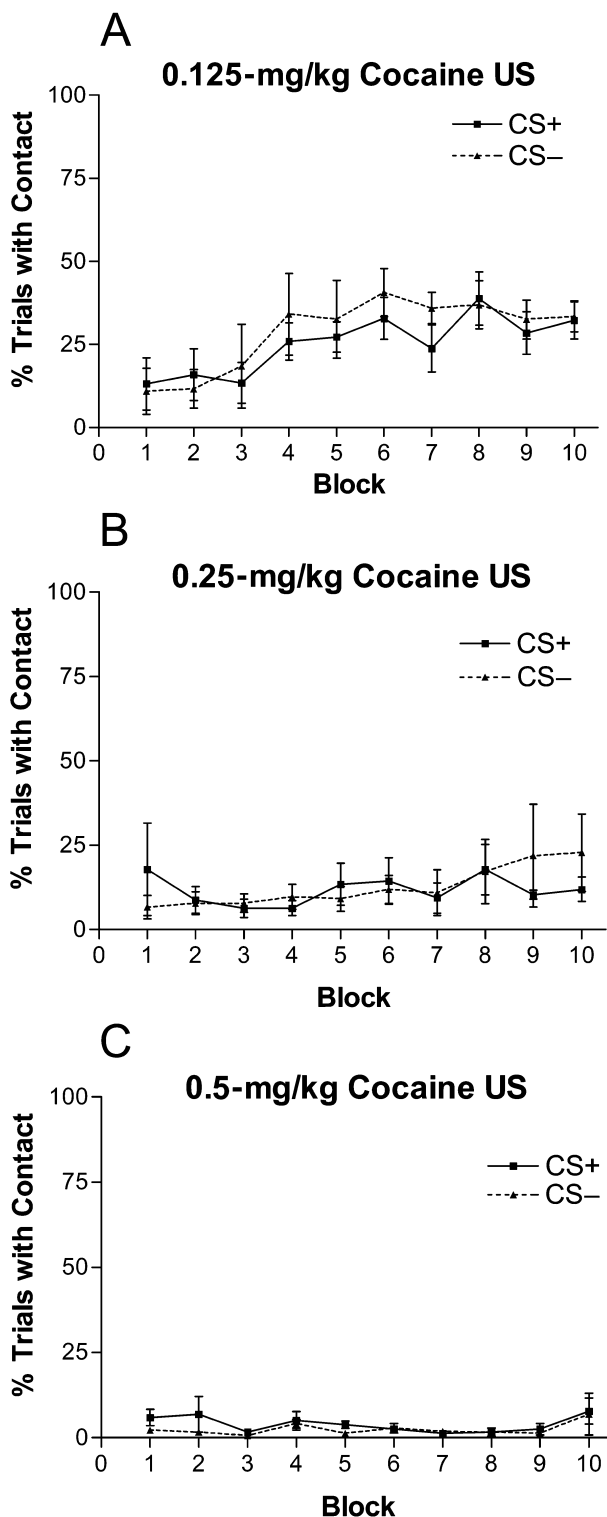 A
0.125-mg/kg Cocaine US
% Trials with Contact
100
75
50
25
0
CS+
CS–
0 1 2 3 4 5 6 7 8 9 10
Block
B
0.25-mg/kg Cocaine US
% Trials with Contact
100
75
50
25
0
CS+
CS–
0 1 2 3 4 5 6 7 8 9 10
Block
C
0.5-mg/kg Cocaine US
% Trials with Contact
100
75
50
25
0
CS+
CS–
0 1 2 3 4 5 6 7 8 9 10
Block